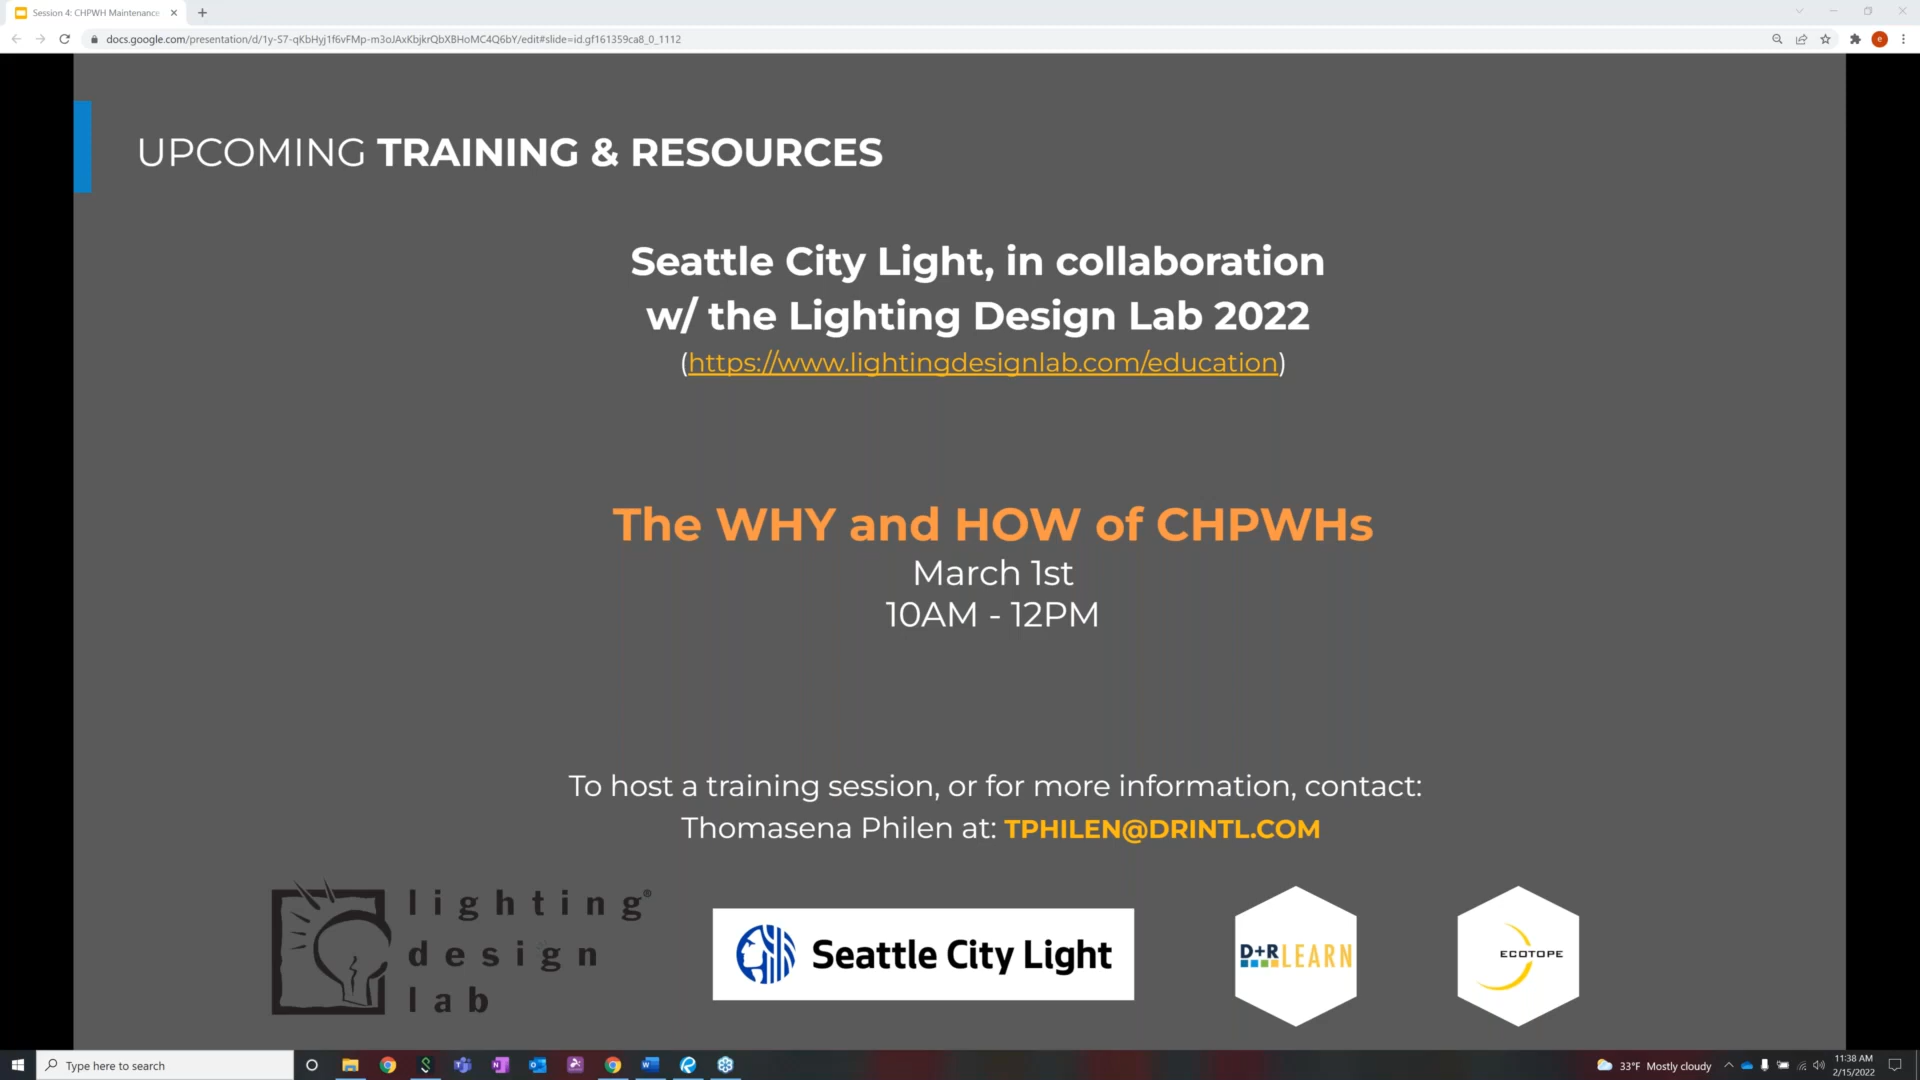 Session 4: CHPWH Maintenance
docs.google.com/presentation/d/1y-S7-qKbHyj1f6vFMp-m3oJAxKbjkrQbXBHoMC4Q6bY/edit#slide=id.gf161359ca8_0_1112
e
UPCOMING TRAINING & RESOURCES
Seattle City Light, in collaboration
w/ the Lighting Design Lab 2022
(https://www.lightingdesignlab.com/education)
The WHY and HOW of CHPWHs
March 1st
10AM - 12PM
To host a training session, or for more information, contact:
Thomasena Philen at: TPHILEN@DRINTL.COM
lighting®
design
lab
Seattle City Light
D+R LEARN
ECOTOPE
Type here to search
33°F Mostly cloudy
11:38 AM
2/15/2022